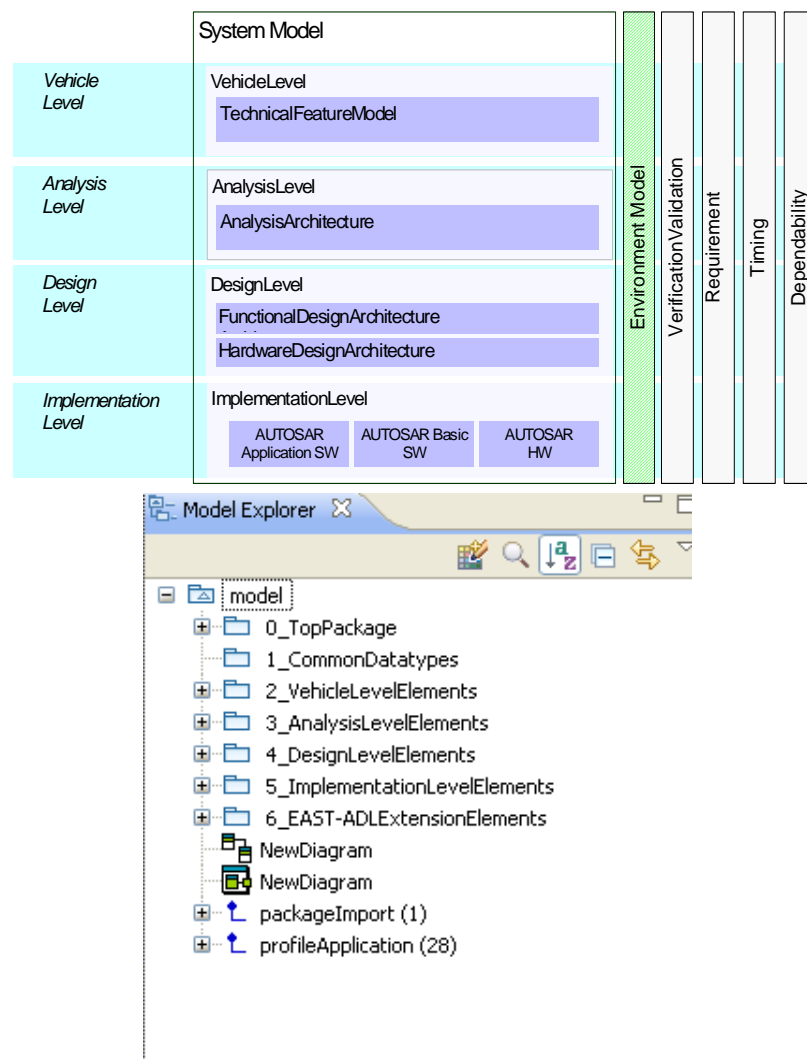 System Model
Vehicle
Level
VehicleLevel
TechnicalFeatureModel
Analysis
Level
AnalysisLevel
AnalysisArchitecture
Design
Level
DesignLevel
FunctionalDesignArchitecture
HardwareDesignArchitecture
Implementation
Level
ImplementationLevel
AUTOSAR
Application SW
AUTOSAR Basic
SW
AUTOSAR
HW
Environment Model
VerificationValidation
Requirement
Timing
Dependability
Model Explorer
model
0_TopPackage
1_CommonDatatypes
2_VehicleLevelElements
3_AnalysisLevelElements
4_DesignLevelElements
5_ImplementationLevelElements
6_EAST-ADLExtensionElements
NewDiagram
NewDiagram
packageImport (1)
profileApplication (28)